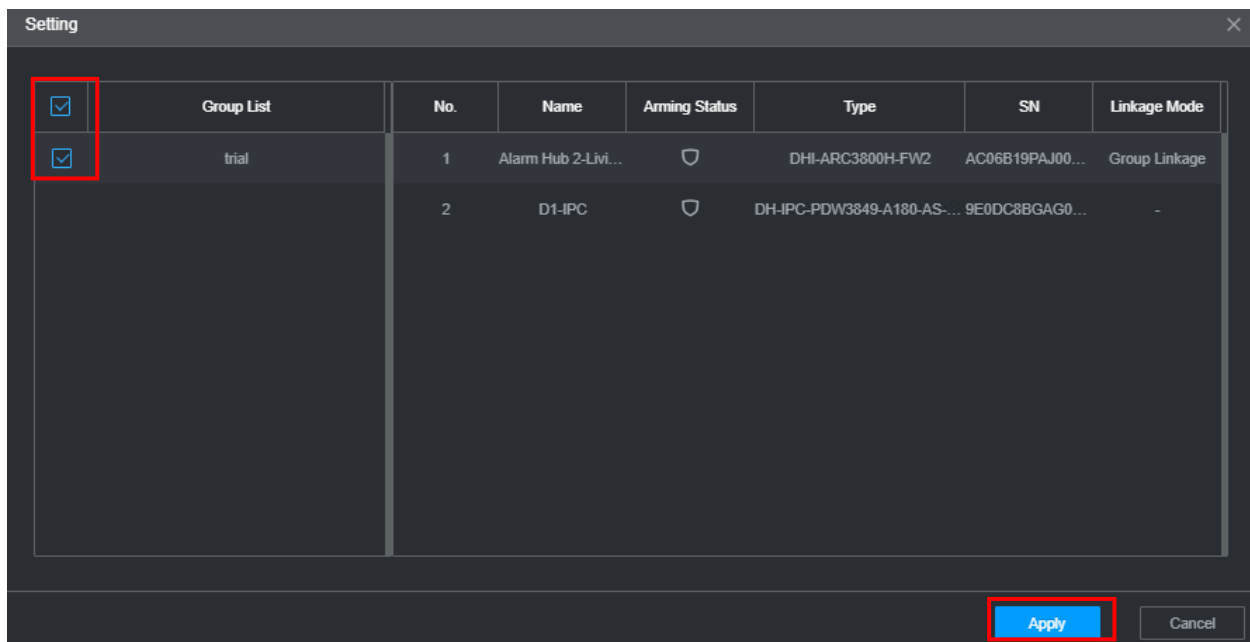 Setting
Group List No. Name Arming Status Type SN Linkage Mode
trial 1 Alarm Hub 2-Livi... DHI-ARC3800H-FW2 AC06B19PAJ00... Group Linkage
2 D1-IPC DH-IPC-PDW3849-A180-AS-... 9E0DC8BGAG0... -
Apply Cancel